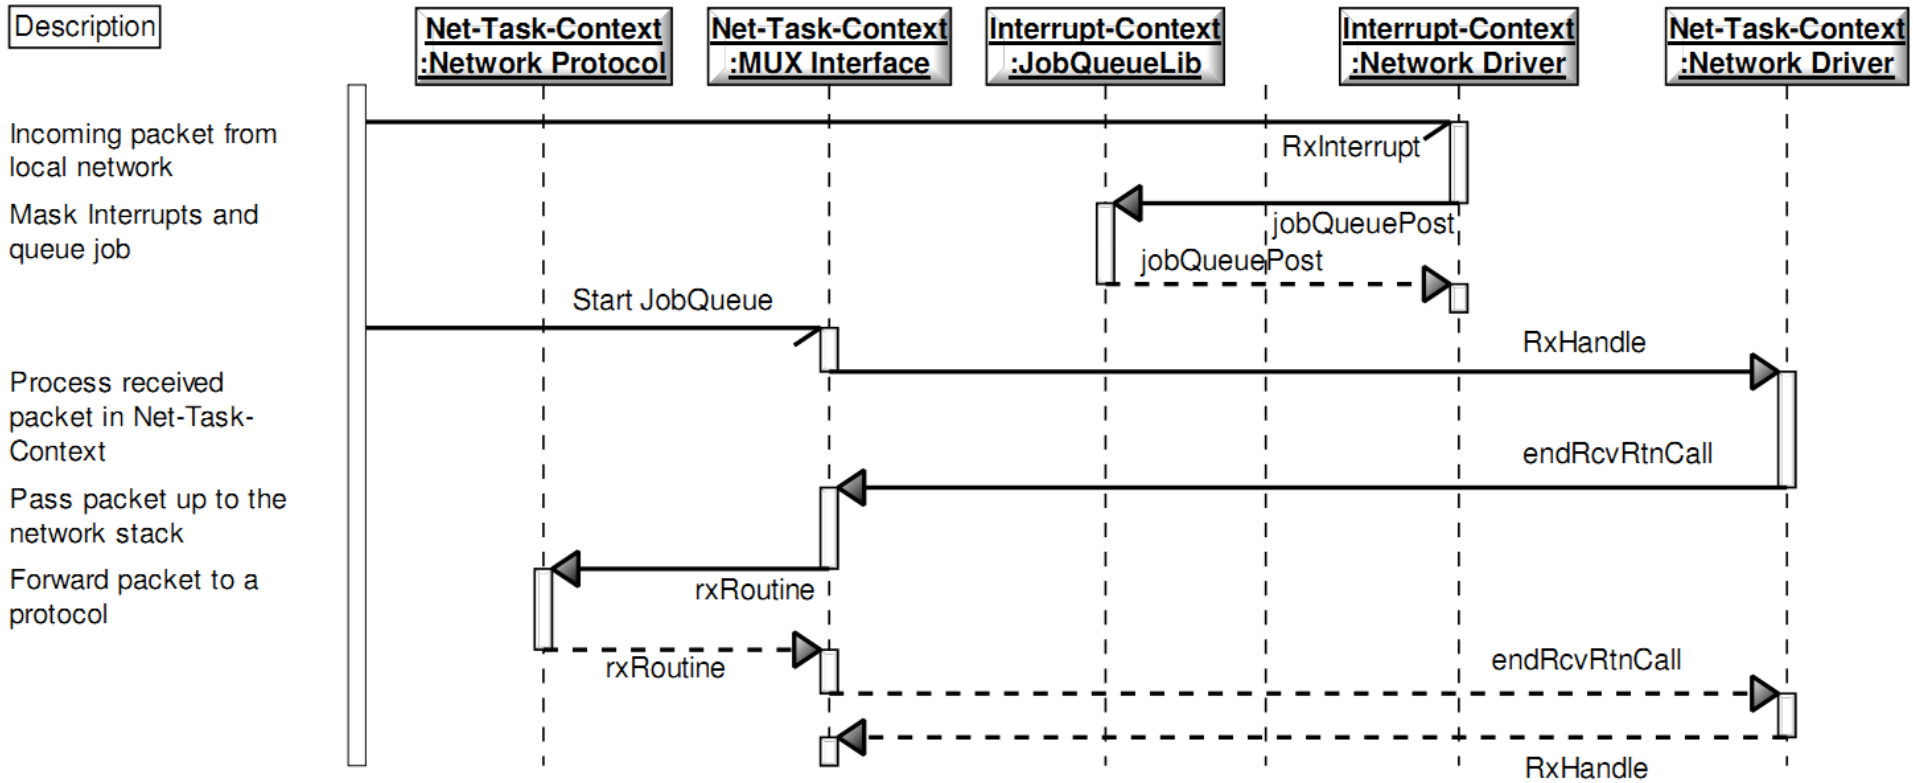 Description
Net-Task-Context
:Network Protocol
Net-Task-Context
:MUX Interface
Interrupt-Context
:JobQueueLib
Interrupt-Context
:Network Driver
Net-Task-Context
:Network Driver
Incoming packet from
local network
RxInterrupt
Mask Interrupts and
queue job
jobQueuePost
jobQueuePost
Start JobQueue
RxHandle
Process received
packet in Net-Task-
Context
endRcvRtnCall
Pass packet up to the
network stack
Forward packet to a
protocol
rxRoutine
rxRoutine
endRcvRtnCall
RxHandle